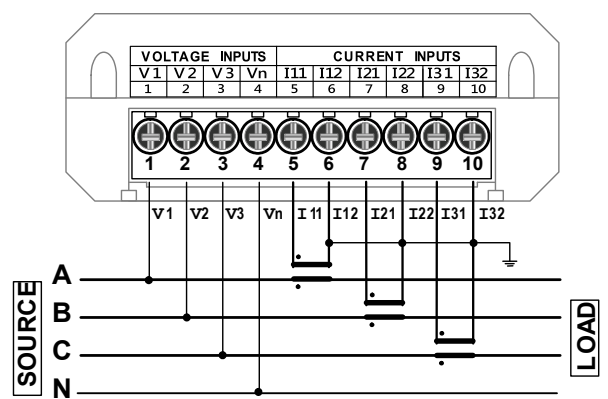 VOLTAGE INPUTS CURRENT INPUTS
V1 V2 V3 Vn I11 I12 I21 I22 I31 I32
1 2 3 4 5 6 7 8 9 10
1 2 3 4 5 6 7 8 9 10
V1 V2 V3 Vn I11 I12 I21 I22 I31 I32
SOURCE
A
B
C
N
LOAD